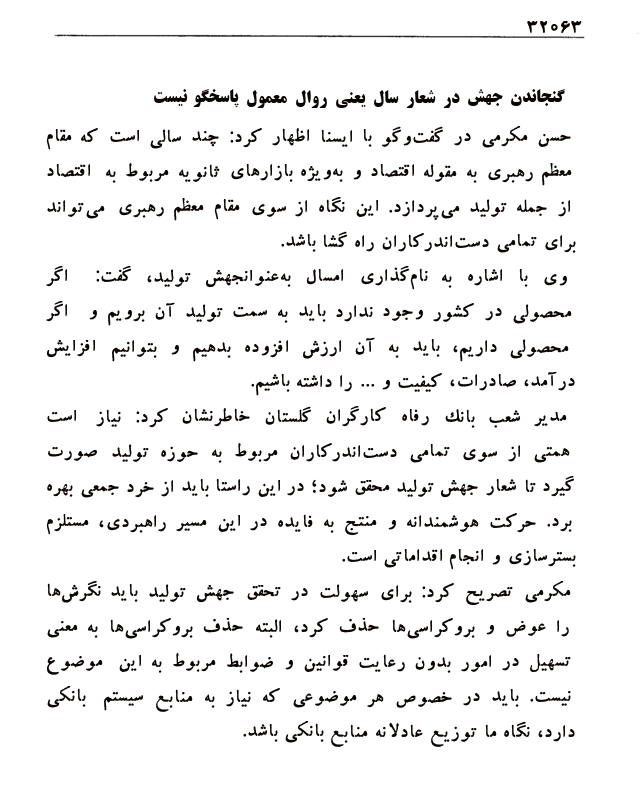 ۳۲۰۶۳
گنجاندن جهش در شعار سال یعنی روال معمول پاسخگو نیست
حسن مکرمی در گفت‌وگو با ایسنا اظهار کرد: چند سالی است که مقام
معظم رهبری به مقوله اقتصاد و به‌ویژه بازارهای ثانویه مربوط به اقتصاد
از جمله تولید می‌پردازد. این نگاه از سوی مقام معظم رهبری می‌تواند
برای تمامی دست‌اندرکاران راه گشا باشد.
وی با اشاره به نام‌گذاری امسال به‌عنوانجهش تولید، گفت: اگر
محصولی در کشور وجود ندارد باید به سمت تولید آن برویم و اگر
محصولی داریم، باید به آن ارزش افزوده بدهیم و بتوانیم افزایش
درآمد، صادرات، کیفیت و ... را داشته باشیم.
مدیر شعب بانك رفاه کارگران گلستان خاطرنشان کرد: نیاز است
همتی از سوی تمامی دست‌اندرکاران مربوط به حوزه تولید صورت
گیرد تا شعار جهش تولید محقق شود؛ در این راستا باید از خرد جمعی بهره
برد. حرکت هوشمندانه و منتج به فایده در این مسیر راهبردی، مستلزم
بسترسازی و انجام اقداماتی است.
مکرمی تصریح کرد: برای سهولت در تحقق جهش تولید باید نگرش‌ها
را عوض و بروکراسی‌ها حذف کرد، البته حذف بروکراسی‌ها به معنی
تسهیل در امور بدون رعایت قوانین و ضوابط مربوط به این موضوع
نیست. باید در خصوص هر موضوعی که نیاز به منابع سیستم بانکی
دارد، نگاه ما توزیع عادلانه منابع بانکی باشد.